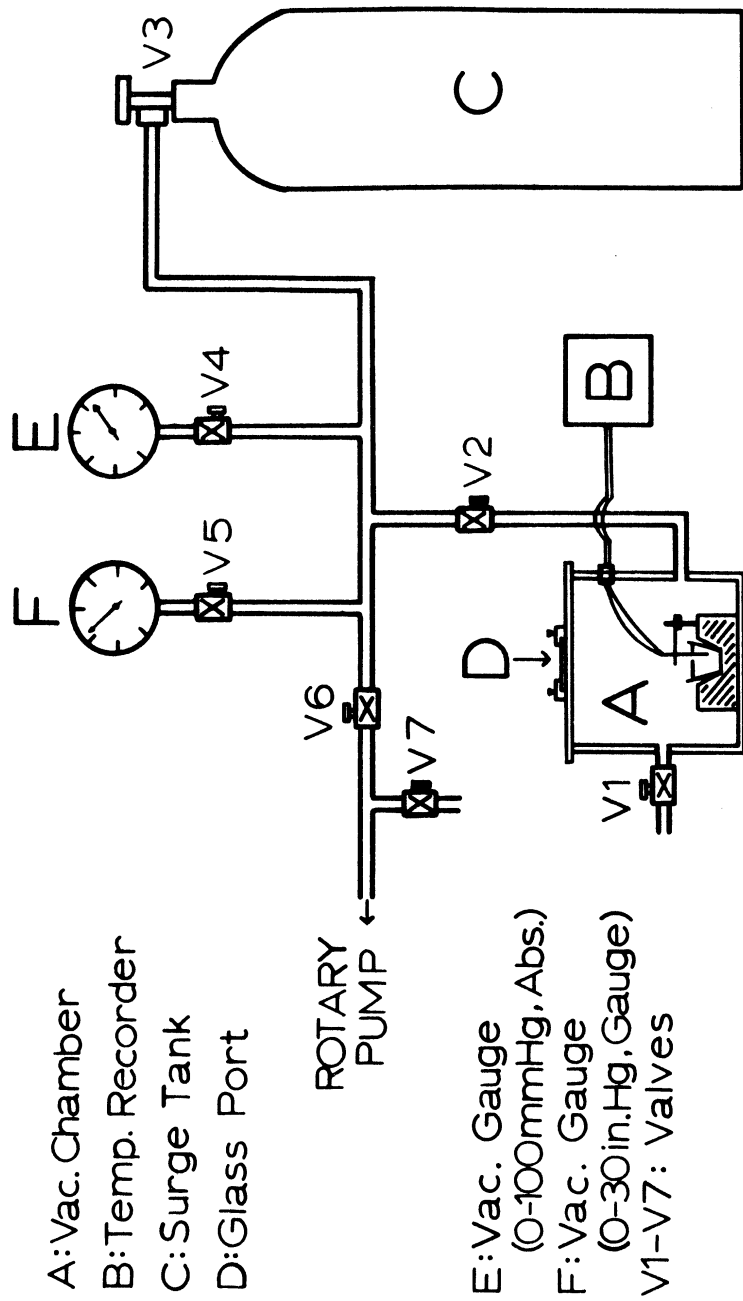 A:Vac.Chamber
B:Temp. Recorder
C:Surge Tank
D:Glass Port
ROTARY
PUMP
E:Vac. Gauge
(0-100mmHg,Abs.)
F:Vac. Gauge
(0-30in.Hg,Gauge)
V1-V7: Valves
F
E
V5
V4
V3
V6
V7
V2
D
A
V1
B
C